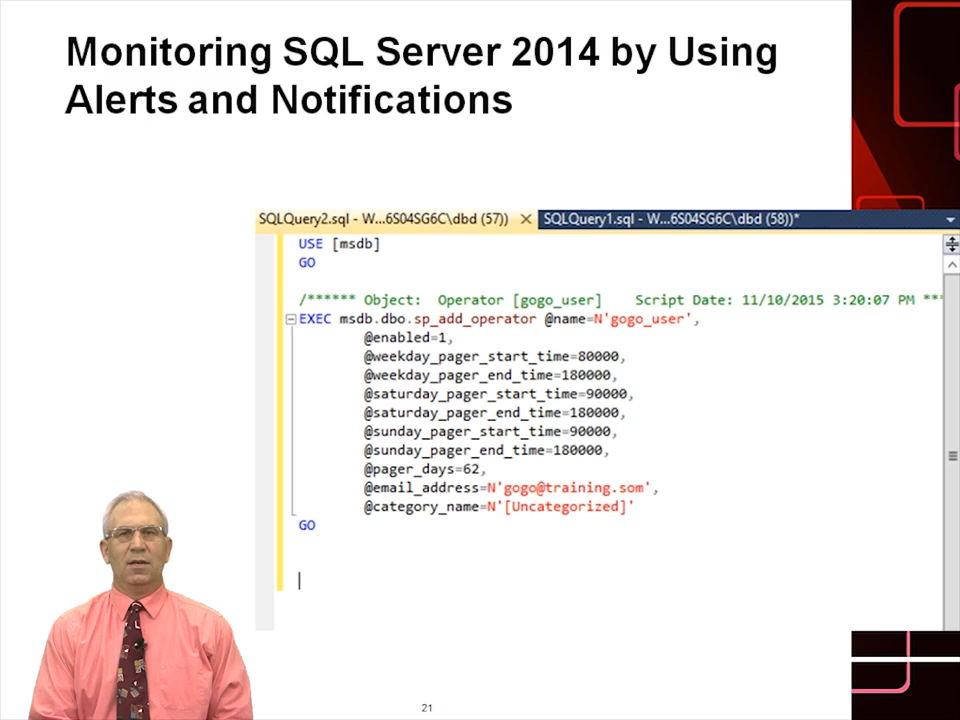 Monitoring SQL Server 2014 by Using
Alerts and Notifications
SQLQuery2.sql - W...6S04SG6C\dbd (57)) × SQLQuery1.sql - W...6S04SG6C\dbd (58))*
USE [msdb]
GO
/****** Object:  Operator [gogo_user]    Script Date: 11/10/2015 3:20:07 PM ***
EXEC msdb.dbo.sp_add_operator @name=N'gogo_user',
@enabled=1,
@weekday_pager_start_time=80000,
@weekday_pager_end_time=180000,
@saturday_pager_start_time=90000,
@saturday_pager_end_time=180000,
@sunday_pager_start_time=90000,
@sunday_pager_end_time=180000,
@pager_days=62,
@email_address=N'gogo@training.som',
@category_name=N'[Uncategorized]'
GO
21